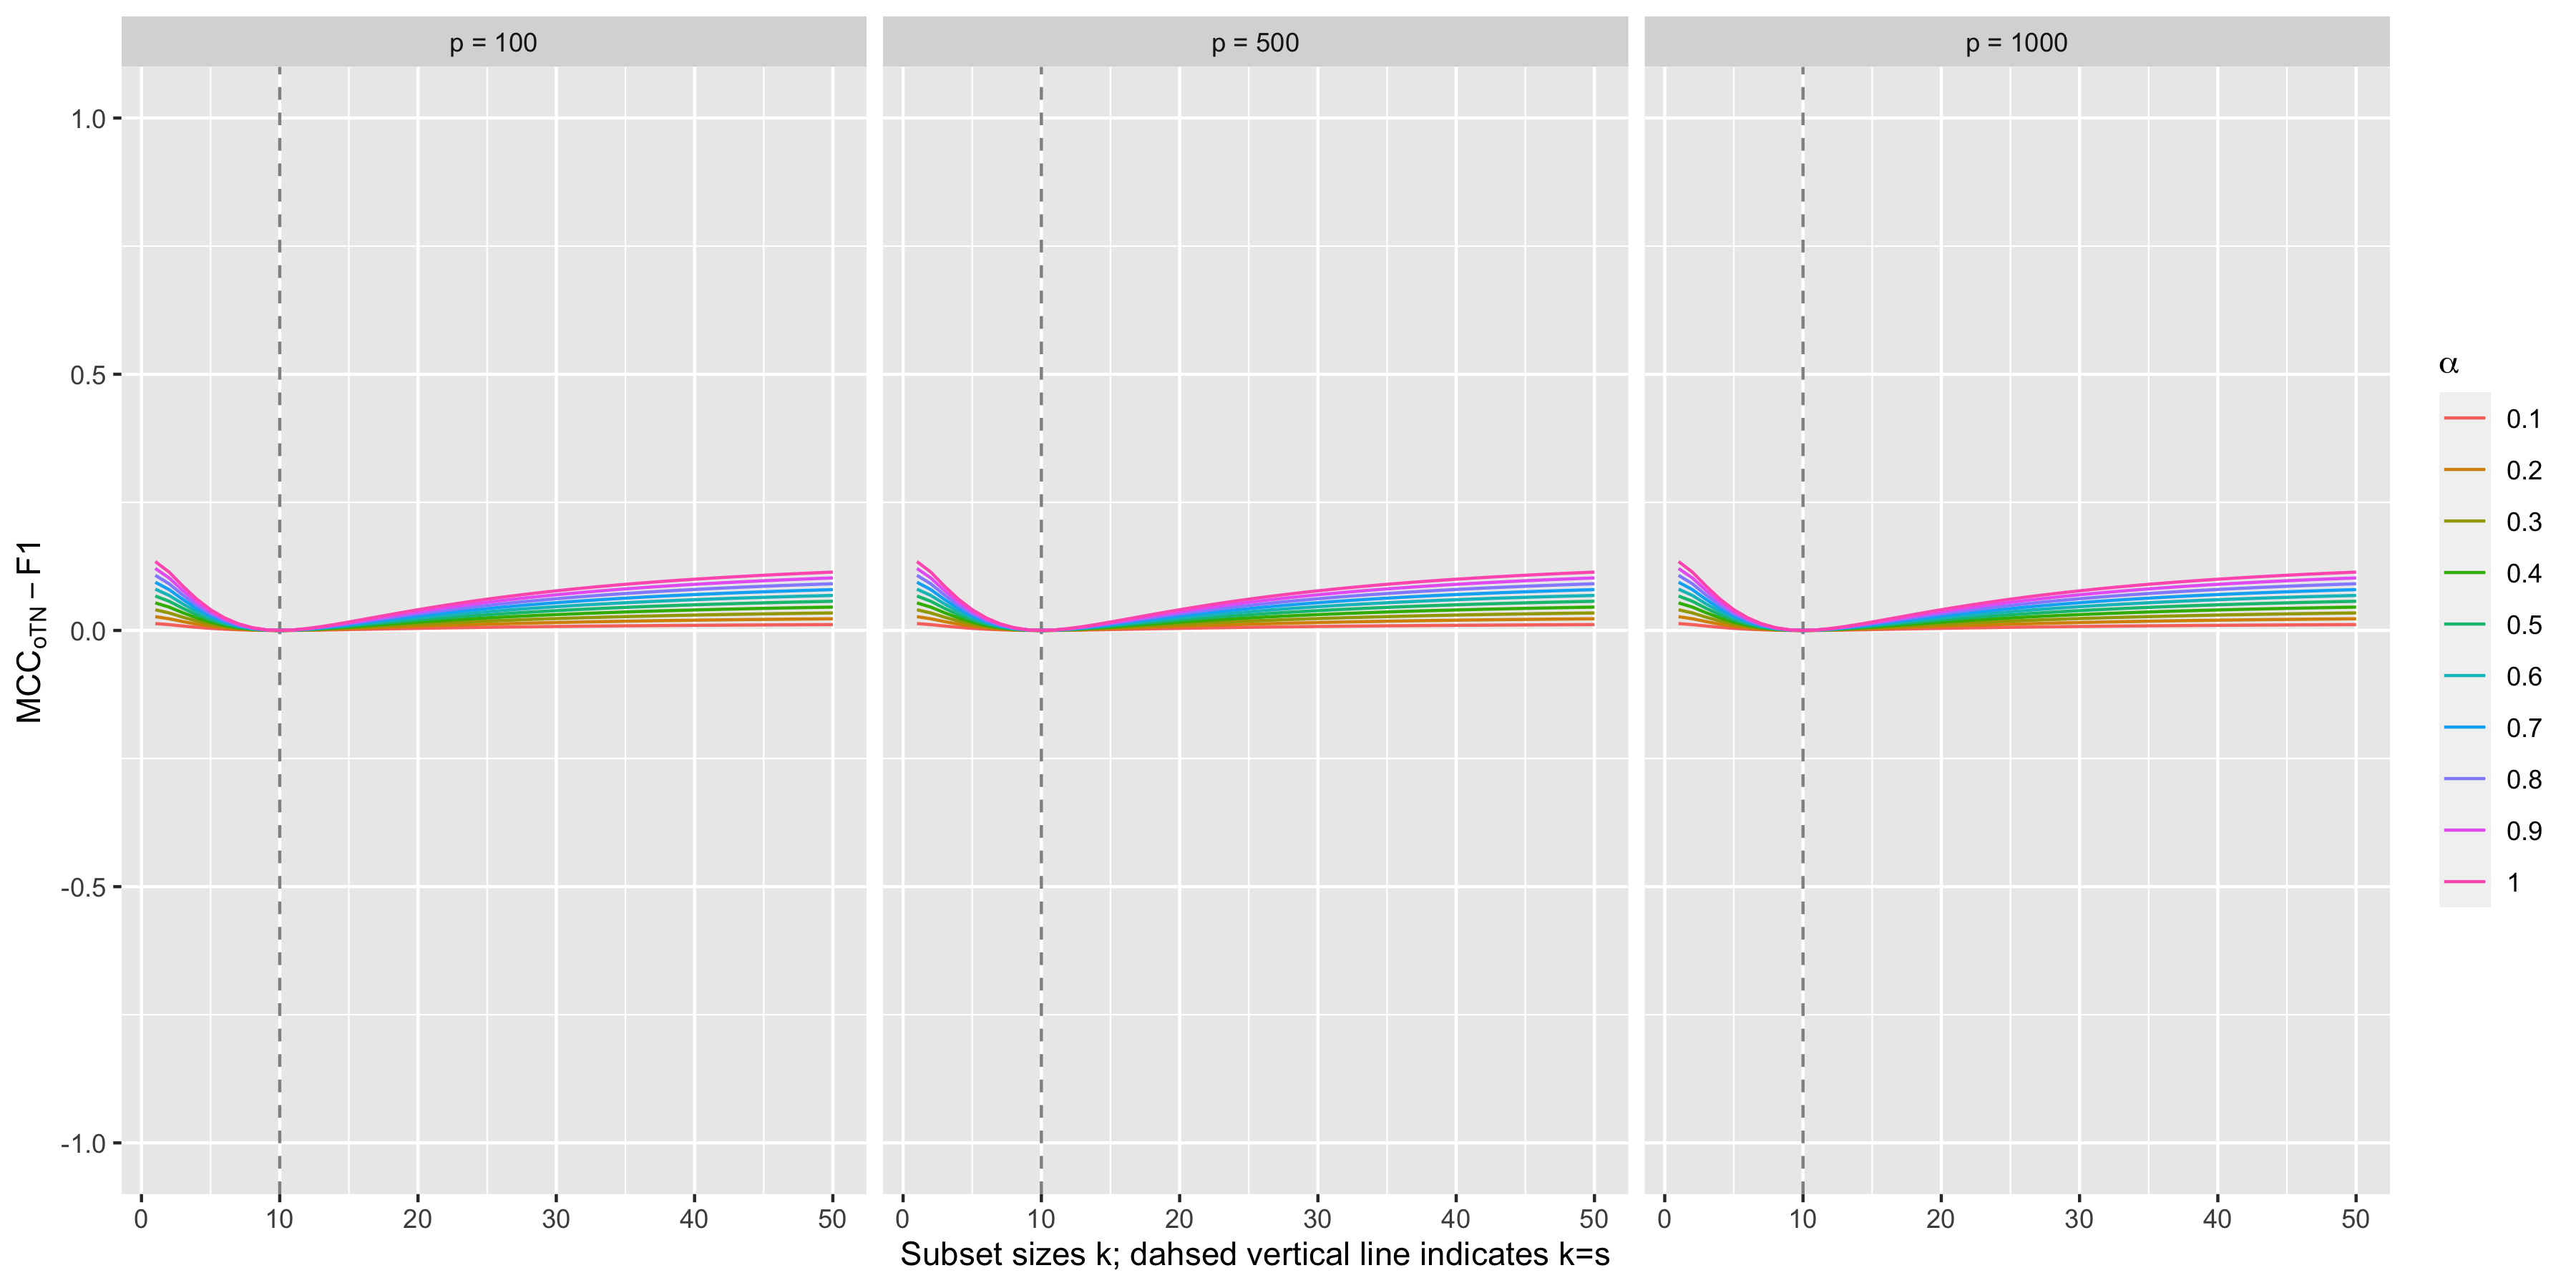 p = 100
p = 500
p = 1000
1.0
0.5
0.0
-0.5
-1.0
MCCoTN − F1
0 10 20 30 40 50
0 10 20 30 40 50
0 10 20 30 40 50
Subset sizes k; dahsed vertical line indicates k=s
α
0.1
0.2
0.3
0.4
0.5
0.6
0.7
0.8
0.9
1